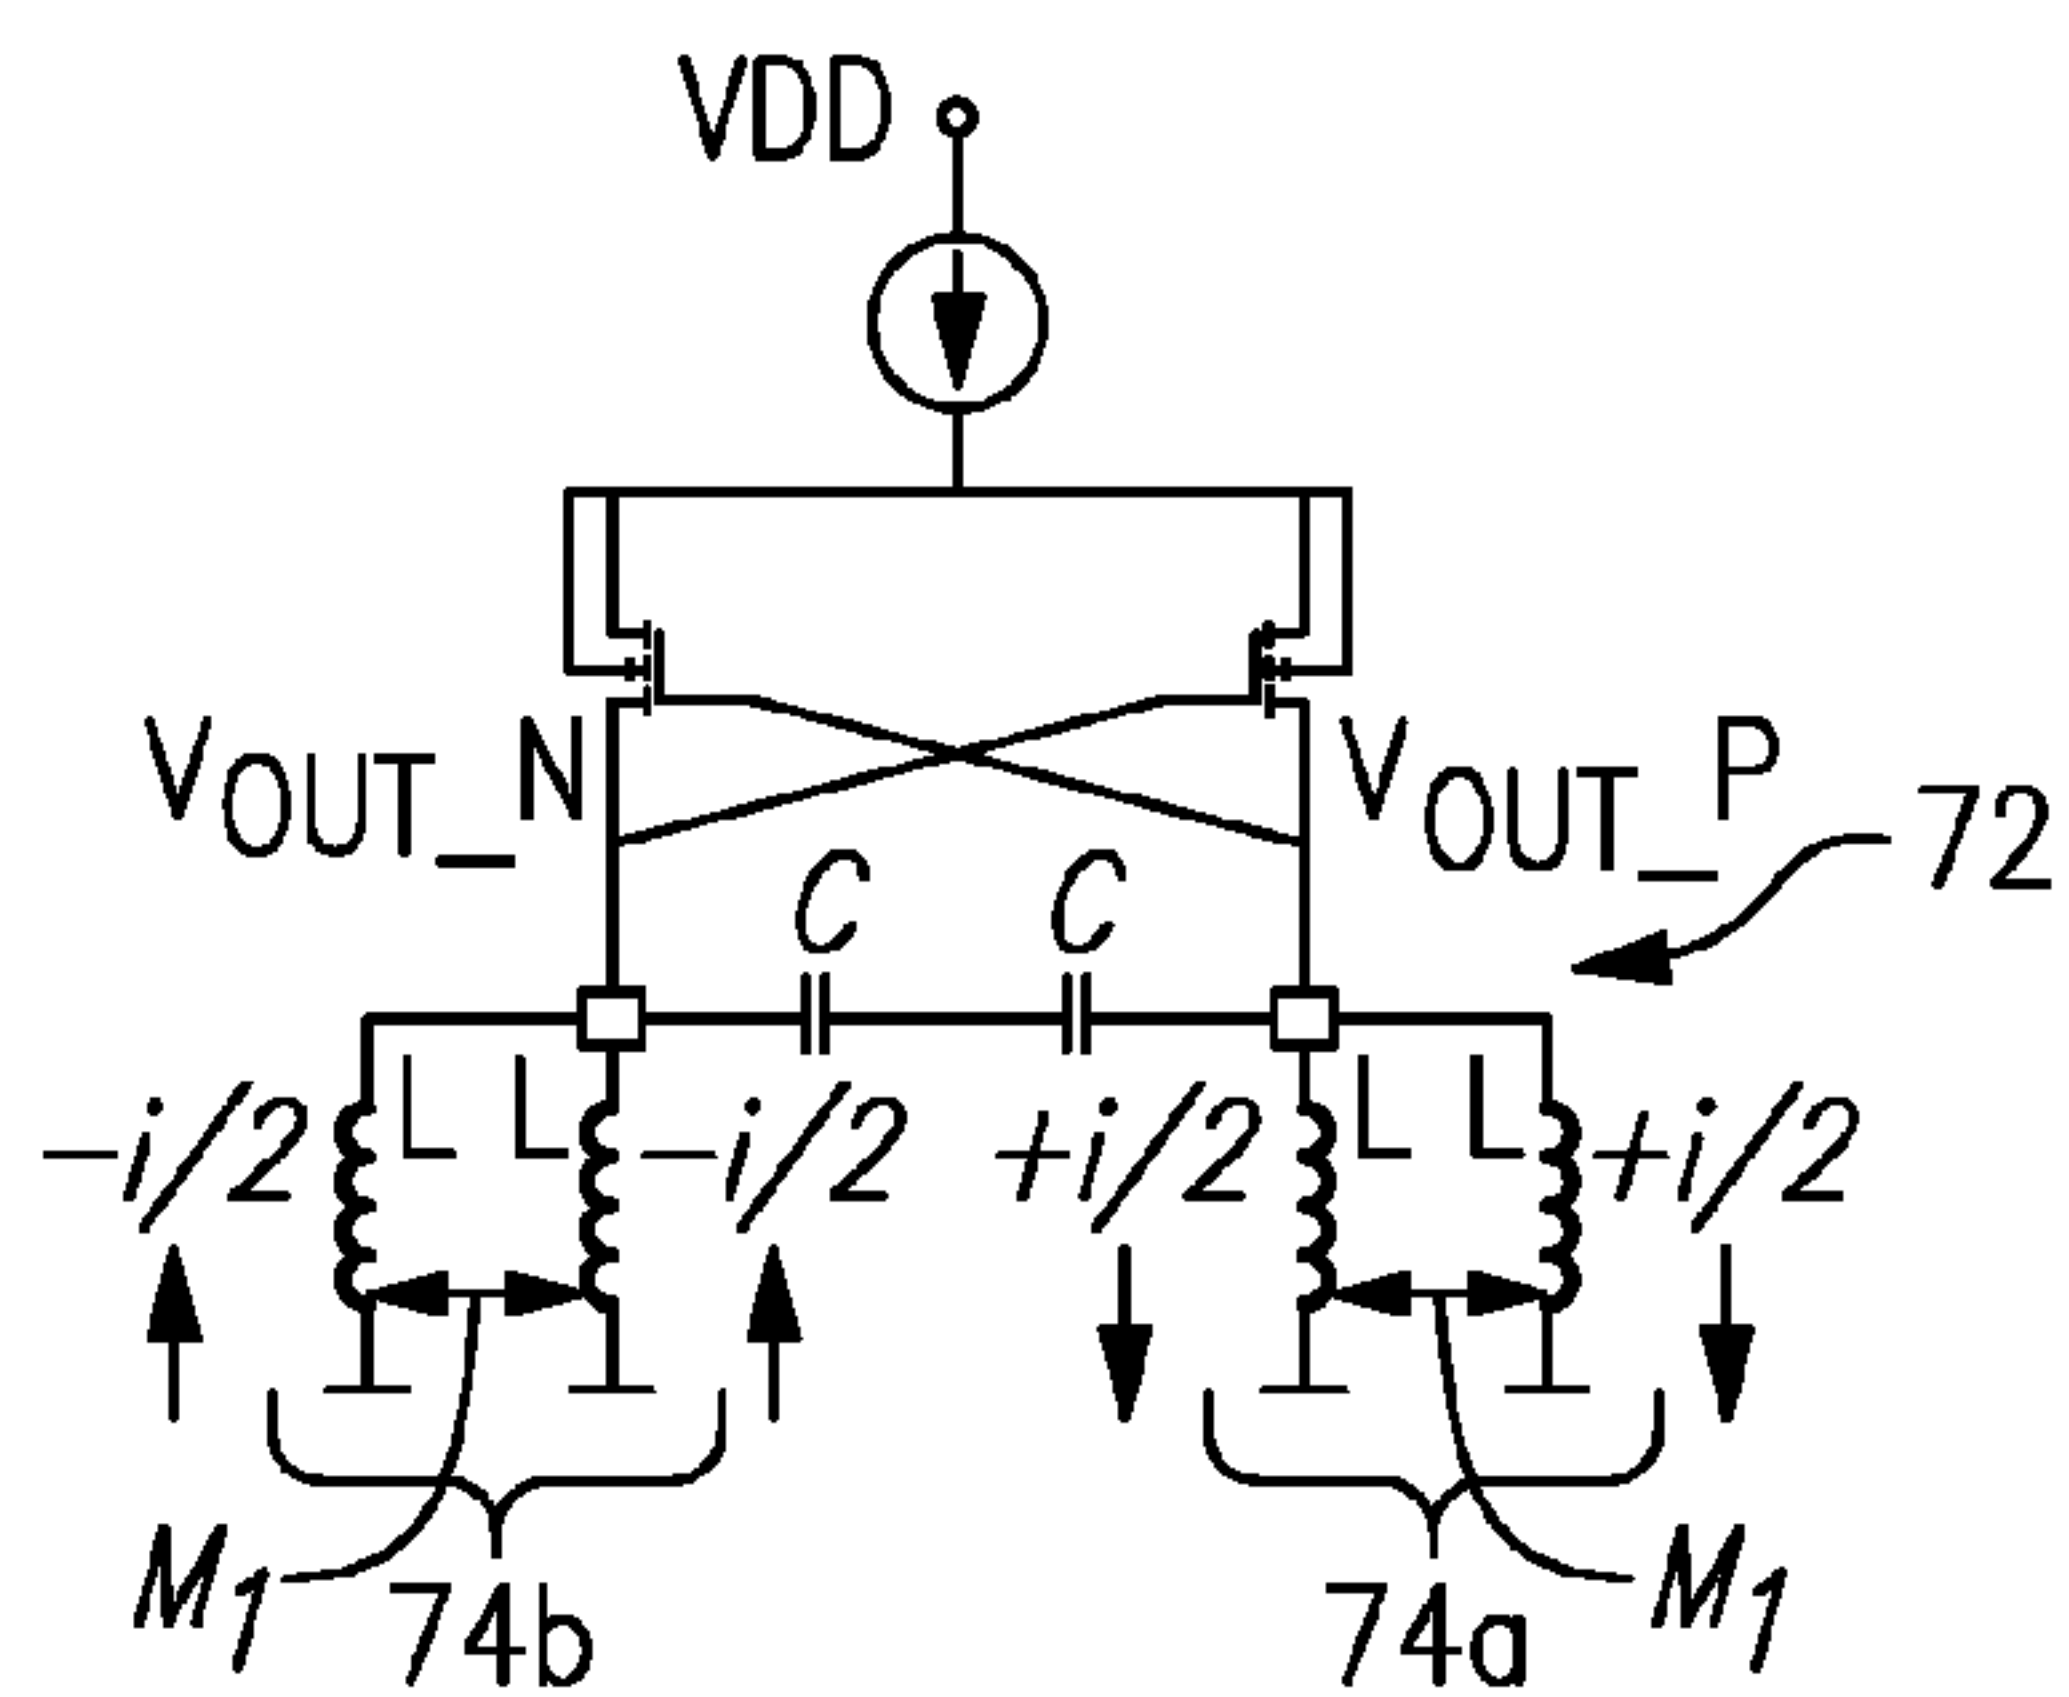 VDD
VOUT_N
VOUT_P
72
C C
-i/2 L L -i/2 +i/2 L L +i/2
M1 74b 74a M1